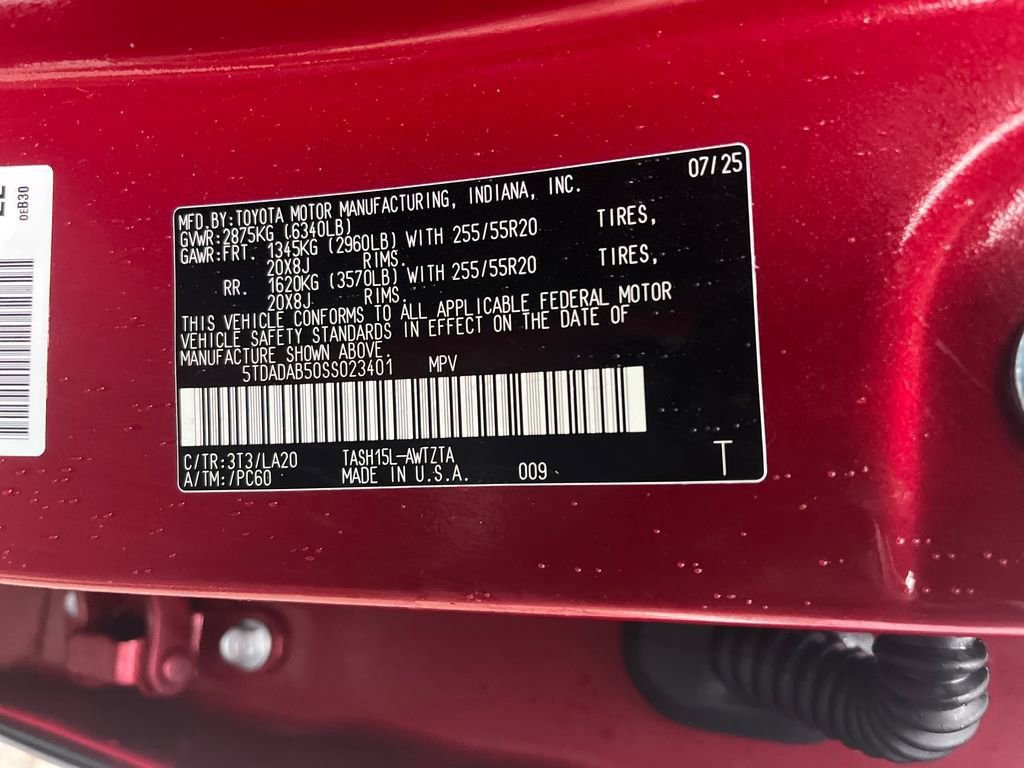 0EB30
07/25
MFD.BY:TOYOTA MOTOR MANUFACTURING, INDIANA, INC.
GVWR:2875KG (6340LB)
GAWR:FRT. 1345KG (2960LB) WITH 255/55R20 TIRES,
20X8J RIMS.
RR. 1620KG (3570LB) WITH 255/55R20 TIRES,
20X8J RIMS.
THIS VEHICLE CONFORMS TO ALL APPLICABLE FEDERAL MOTOR
VEHICLE SAFETY STANDARDS IN EFFECT ON THE DATE OF
MANUFACTURE SHOWN ABOVE.
5TDADAB50SS023401 MPV
C/TR:3T3/LA20 TASH15L-AWTZTA
A/TM:/PC60 MADE IN U.S.A. 009 T